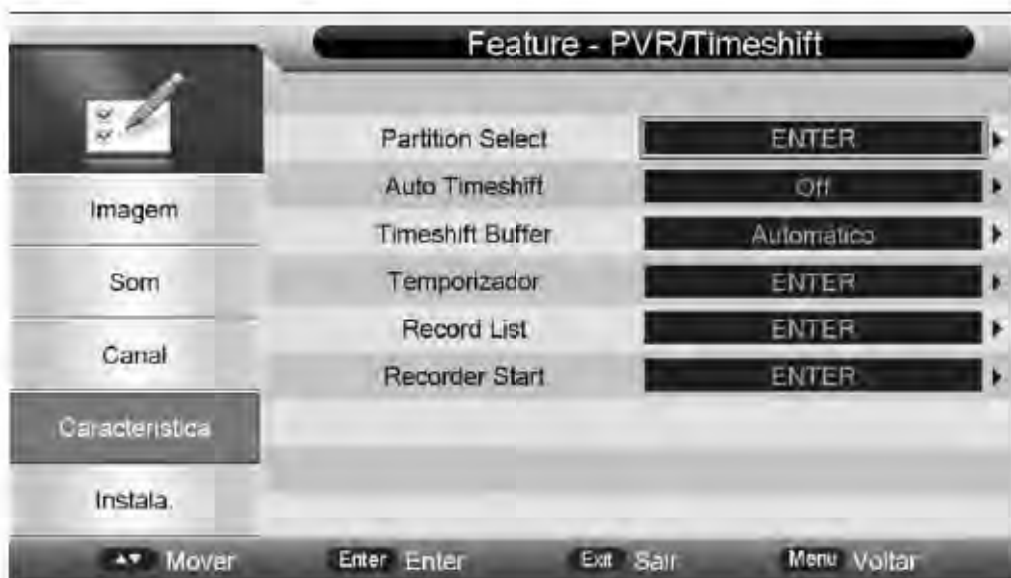 Feature - PVR/Timeshift
Partition Select ENTER
Auto Timeshift Off
Timeshift Buffer Automatico
Temporizador ENTER
Record List ENTER
Recorder Start ENTER
Imagem
Som
Canal
Caracteristica
Instala.
Mover Enter Enter Exit Sair Menu Voltar